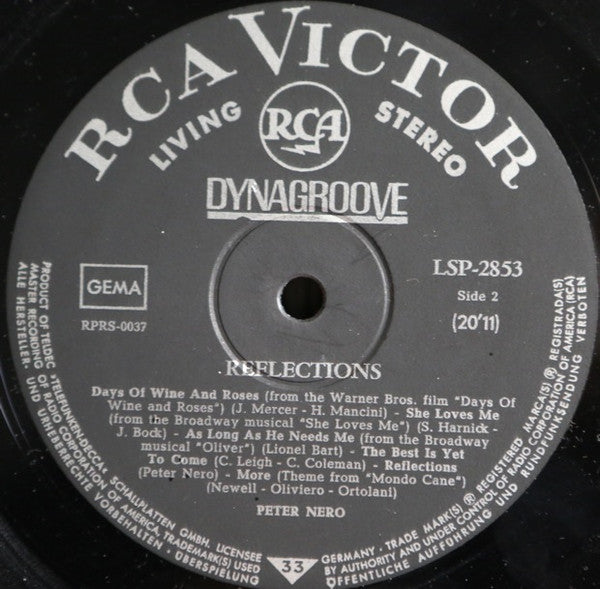 RCA VICTOR
LIVING STEREO
RCA
DYNAGROOVE
GEMA
RPRS-0037
LSP-2853
Side 2
(20'11)
REFLECTIONS
Days Of Wine And Roses (from the Warner Bros. film "Days Of
Wine and Roses") (J. Mercer - H. Mancini) - She Loves Me
(from the Broadway musical "She Loves Me") (S. Harnick -
J. Bock) - As Long As He Needs Me (from the Broadway
musical "Oliver") (Lionel Bart) - The Best Is Yet
To Come (C. Leigh - C. Coleman) - Reflections
(Peter Nero) - More (Theme from "Mondo Cane")
(Newell - Oliviero - Ortolani)
PETER NERO
PRODUCT OF TELDEC »TELEFUNKEN-DECCA« SCHALLPLATTEN GMBH. LICENSEE
MASTER RECORDING OF RADIO CORPORATION OF AMERICA, TRADEMARK(S) USED
ALLE HERSTELLER- UND URHEBERRECHTE VORBEHALTEN · ÜBERSPIELUNG
33
GERMANY · TRADE MARK(S) ® REGISTERED MARCA(S) ® REGISTRADA(S)
BY AUTHORITY AND UNDER CONTROL OF RADIO CORPORATION OF AMERICA (RCA)
ÖFFENTLICHE AUFFÜHRUNG UND RUNDFUNKSENDUNG VERBOTEN